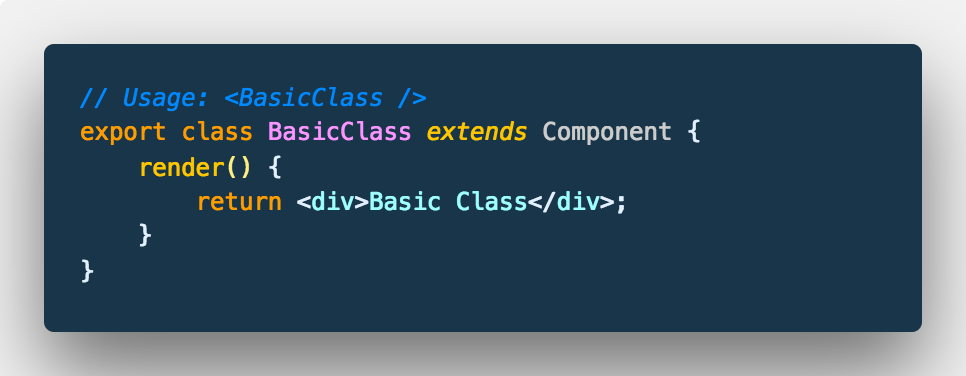 // Usage: <BasicClass />
export class BasicClass extends Component {
    render() {
        return <div>Basic Class</div>;
    }
}